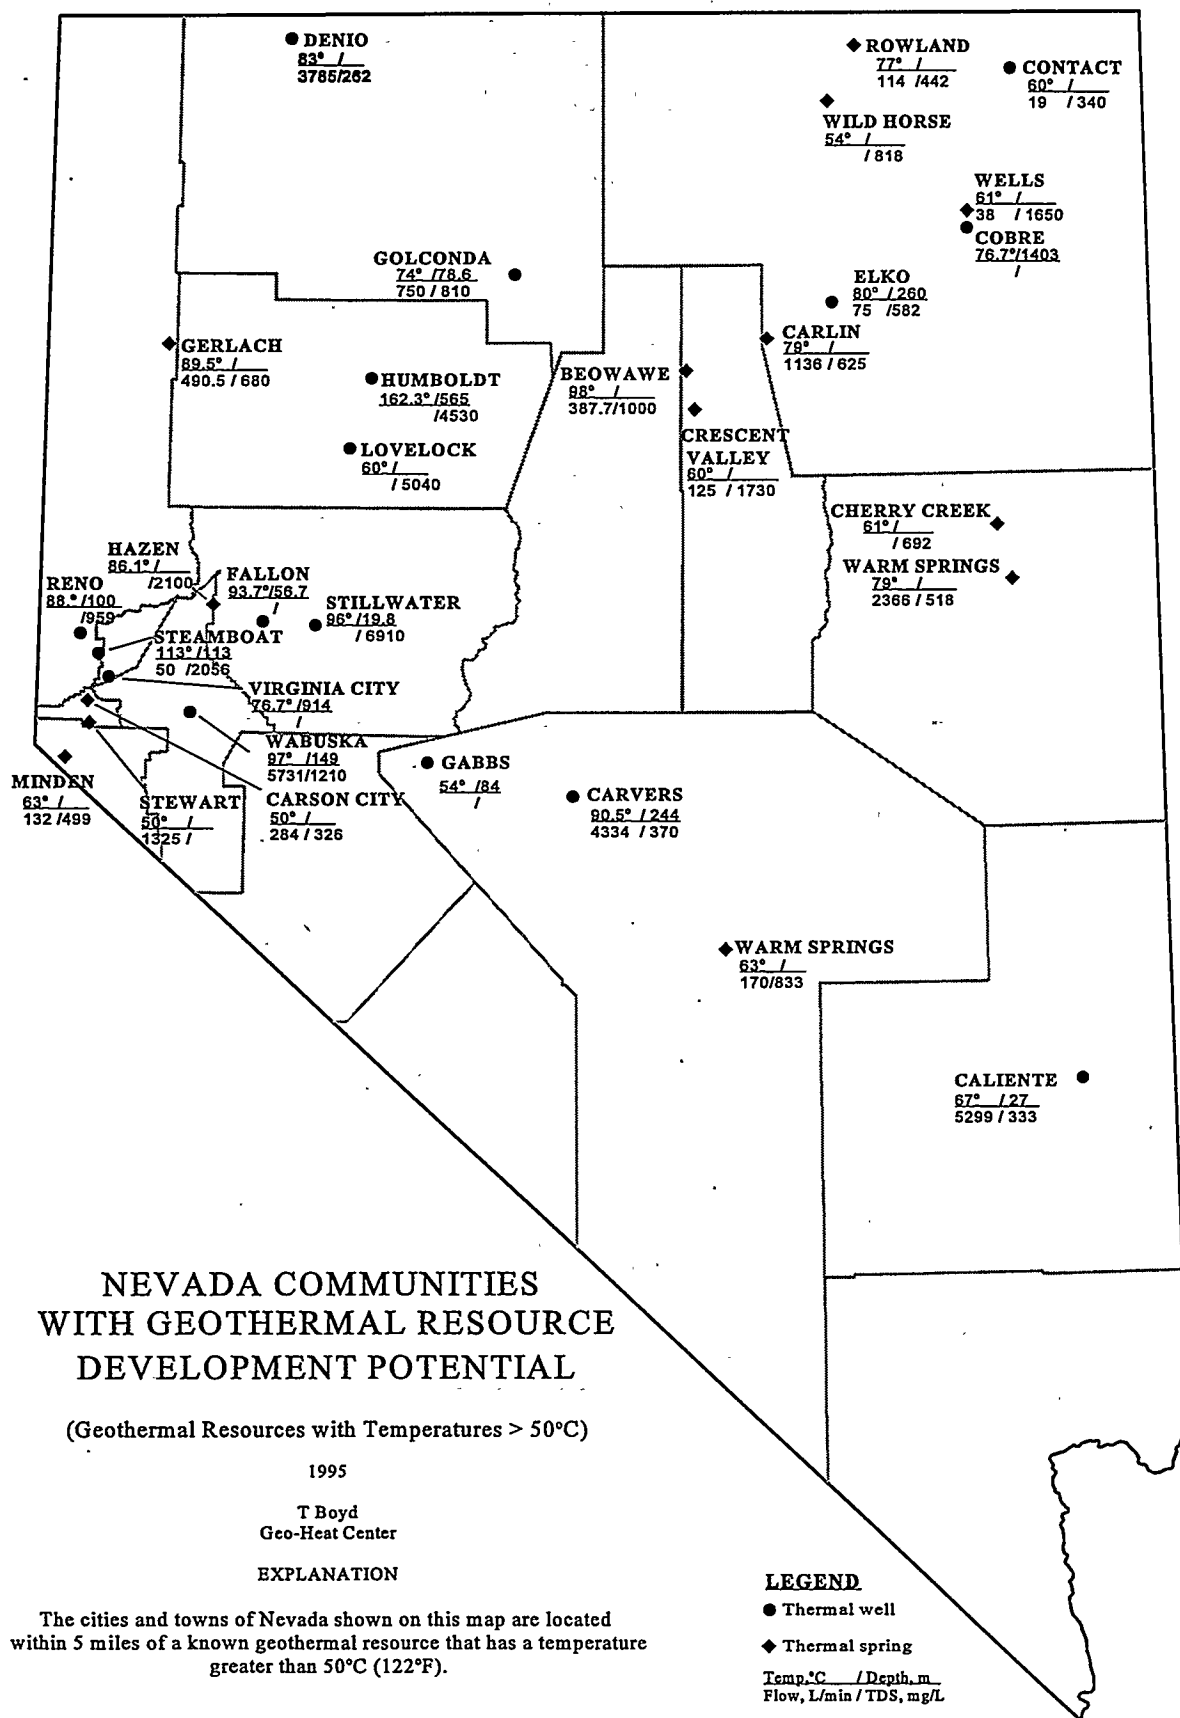 DENIO
83° /
3785/262
ROWLAND
77° /
114 /442
CONTACT
60° /
19 / 340
WILD HORSE
54° /
/ 818
WELLS
61° /
38 / 1650
COBRE
76.7°/1403
/
GOLCONDA
74° /78.6
750 / 810
ELKO
80° / 260
75 /582
CARLIN
79° /
1136 / 625
GERLACH
89.5° /
490.5 / 680
HUMBOLDT
162.3° /565
/4530
BEOWAWE
98° /
387.7/1000
LOVELOCK
60° /
/ 5040
CRESCENT
VALLEY
60° /
125 / 1730
CHERRY CREEK
61° /
/ 692
WARM SPRINGS
79° /
2366 / 518
HAZEN
86.1° /
/2100
FALLON
93.7°/56.7
/
RENO
88.° /100
/959
STILLWATER
96° /19.8
/ 6910
STEAMBOAT
113° /113
50 /2056
VIRGINIA CITY
76.7° /914
/
WABUSKA
97° /149
5731/1210
GABBS
54° /84
/
MINDEN
63° /
132 /499
STEWART
50° /
1325 /
CARSON CITY
50° /
284 / 326
CARVERS
90.5° / 244
4334 / 370
WARM SPRINGS
63° /
170/833
CALIENTE
67° / 27
5299 / 333
NEVADA COMMUNITIES
WITH GEOTHERMAL RESOURCE
DEVELOPMENT POTENTIAL
(Geothermal Resources with Temperatures > 50°C)
1995
T Boyd
Geo-Heat Center
EXPLANATION
The cities and towns of Nevada shown on this map are located
within 5 miles of a known geothermal resource that has a temperature
greater than 50°C (122°F).
LEGEND
Thermal well
Thermal spring
Temp,°C / Depth, m
Flow, L/min / TDS, mg/L